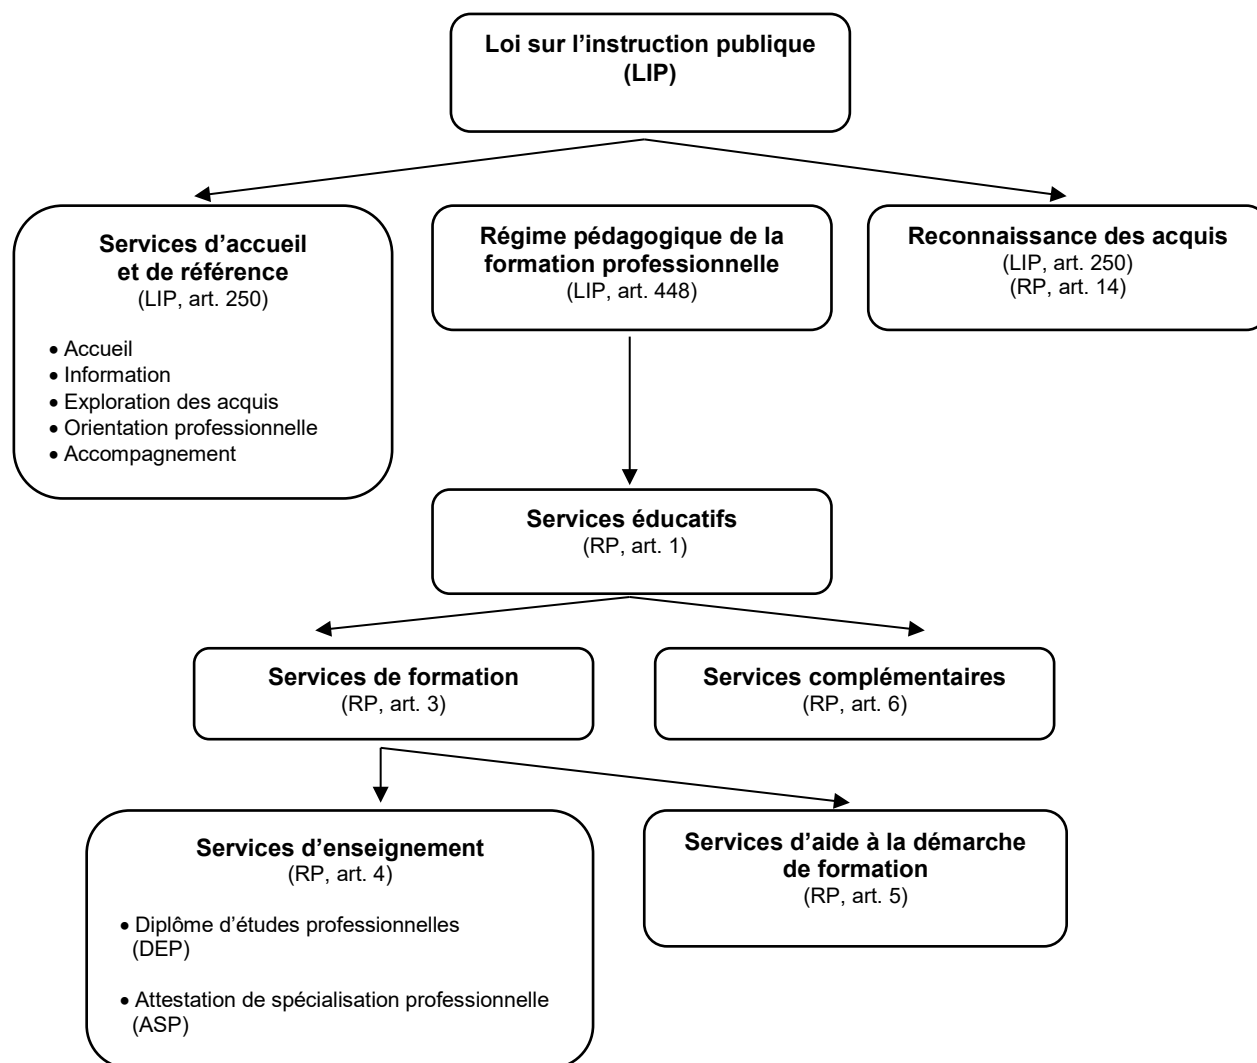 Loi sur l’instruction publique
(LIP)
Services d’accueil
et de référence
(LIP, art. 250)
• Accueil
• Information
• Exploration des acquis
• Orientation professionnelle
• Accompagnement
Régime pédagogique de la
formation professionnelle
(LIP, art. 448)
Reconnaissance des acquis
(LIP, art. 250)
(RP, art. 14)
Services éducatifs
(RP, art. 1)
Services de formation
(RP, art. 3)
Services complémentaires
(RP, art. 6)
Services d’enseignement
(RP, art. 4)
• Diplôme d’études professionnelles
(DEP)
• Attestation de spécialisation professionnelle
(ASP)
Services d’aide à la démarche
de formation
(RP, art. 5)